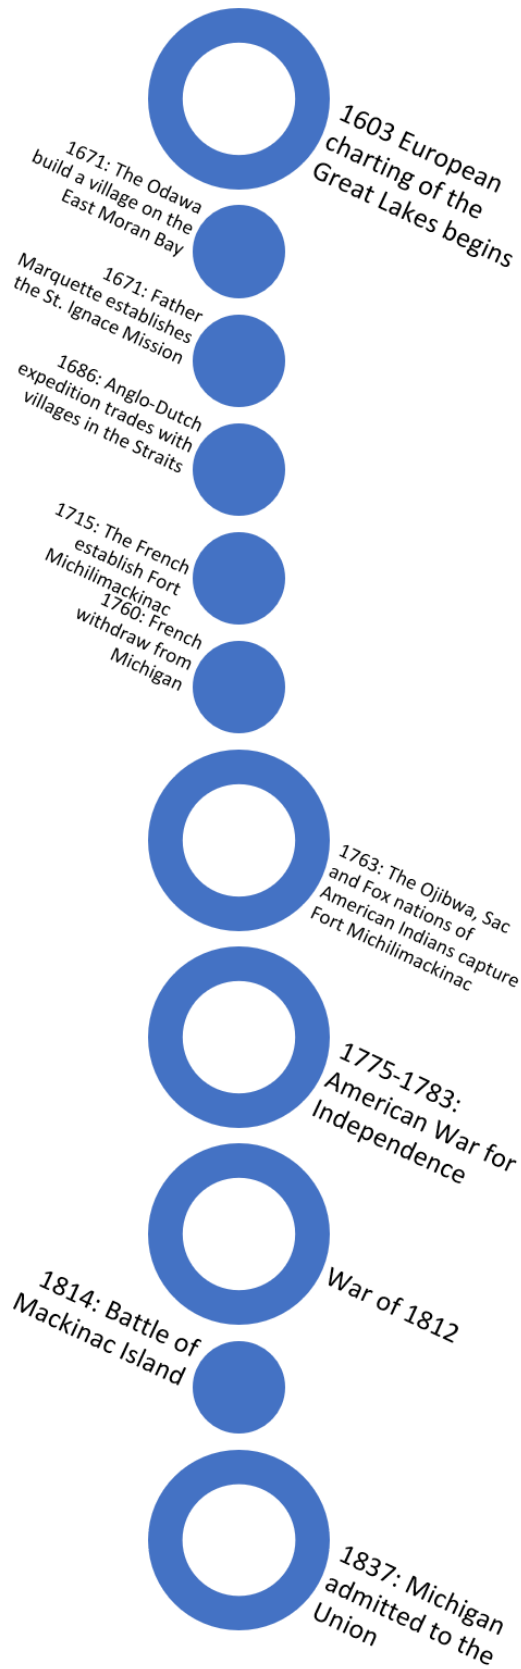 1603 European
charting of the
Great Lakes begins
1671: The Odawa
build a village on the
East Moran Bay
1671: Father
Marquette establishes
the St. Ignace Mission
1686: Anglo-Dutch
expedition trades with
villages in the Straits
1715: The French
establish Fort
Michilimackinac
1760: French
withdraw from
Michigan
1763: The Ojibwa, Sac
and Fox nations of
American Indians capture
Fort Michilimackinac
1775-1783:
American War for
Independence
War of 1812
1814: Battle of
Mackinac Island
1837: Michigan
admitted to the
Union